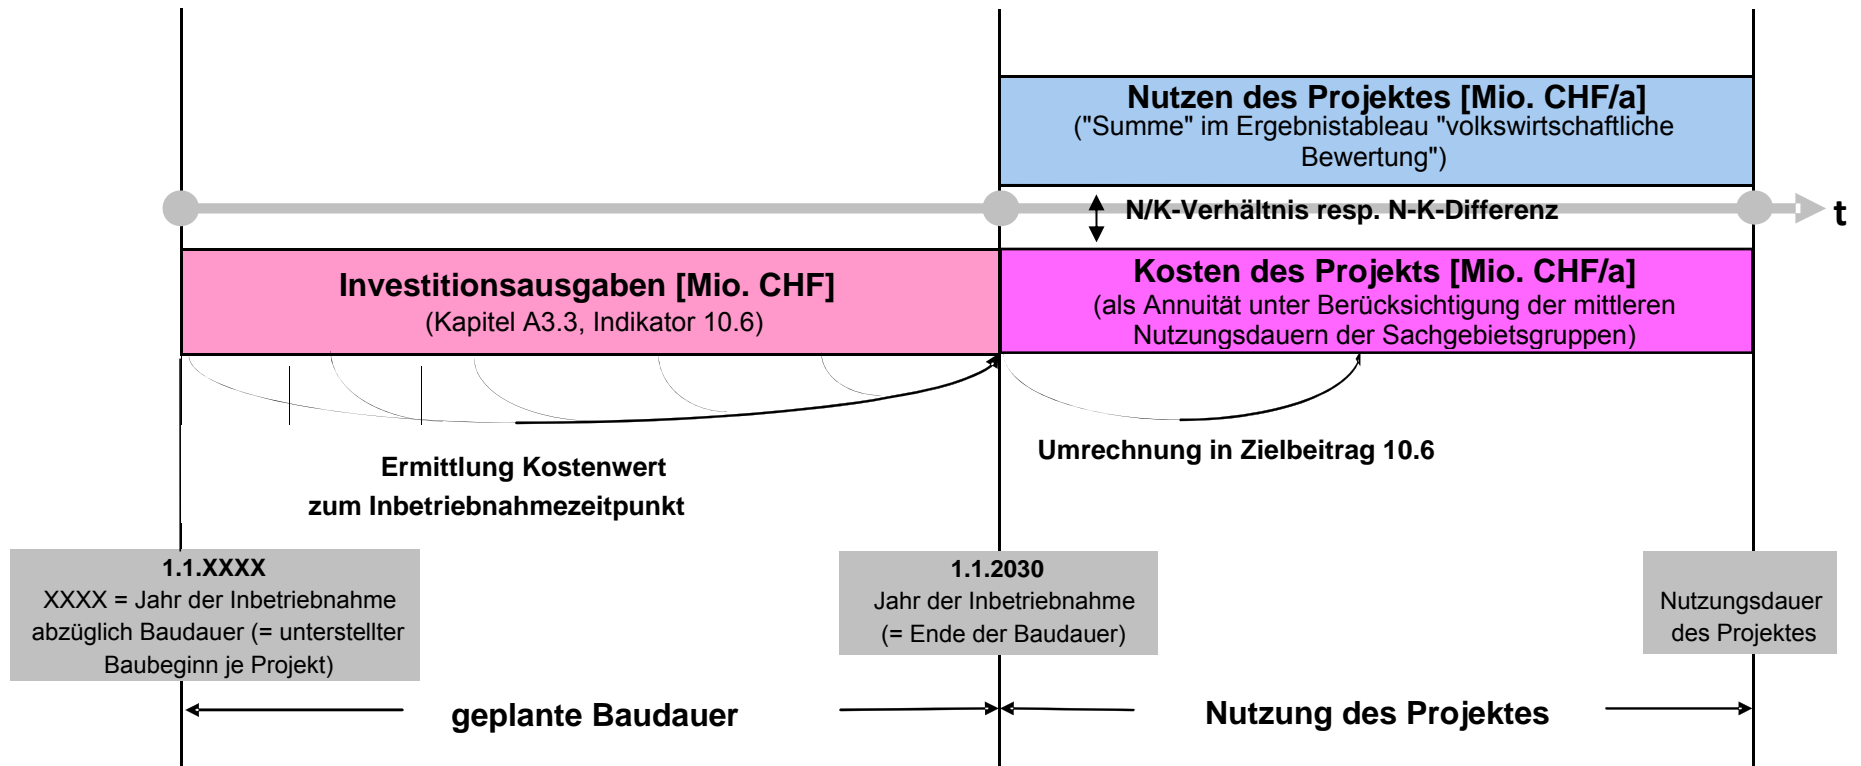 Nutzen des Projektes [Mio. CHF/a]
("Summe" im Ergebnistableau "volkswirtschaftliche
Bewertung")
N/K-Verhältnis resp. N-K-Differenz
t
Investitionsausgaben [Mio. CHF]
(Kapitel A3.3, Indikator 10.6)
Kosten des Projekts [Mio. CHF/a]
(als Annuität unter Berücksichtigung der mittleren
Nutzungsdauern der Sachgebietsgruppen)
Ermittlung Kostenwert
zum Inbetriebnahmezeitpunkt
Umrechnung in Zielbeitrag 10.6
1.1.XXXX
XXXX = Jahr der Inbetriebnahme
abzüglich Baudauer (= unterstellter
Baubeginn je Projekt)
1.1.2030
Jahr der Inbetriebnahme
(= Ende der Baudauer)
Nutzungsdauer
des Projektes
geplante Baudauer
Nutzung des Projektes